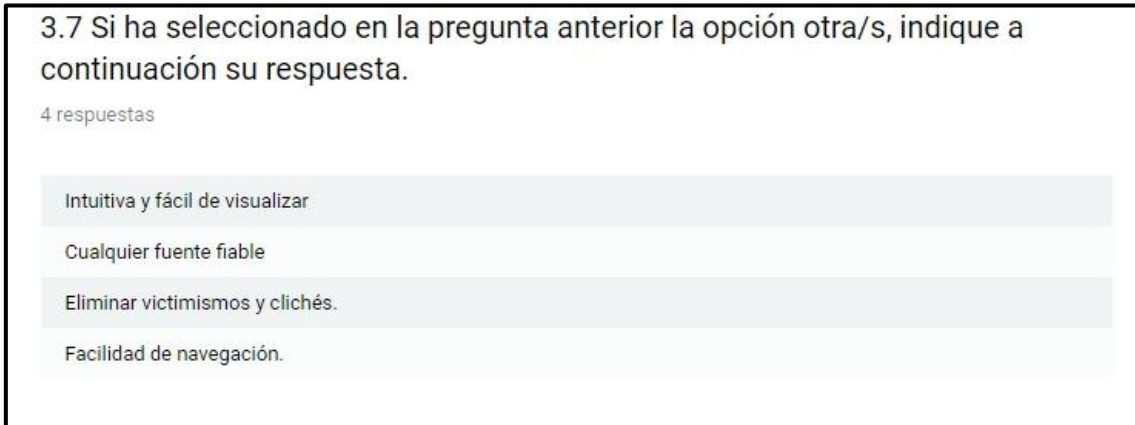 3.7 Si ha seleccionado en la pregunta anterior la opción otra/s, indique a
continuación su respuesta.
4 respuestas
Intuitiva y fácil de visualizar
Cualquier fuente fiable
Eliminar victimismos y clichés.
Facilidad de navegación.